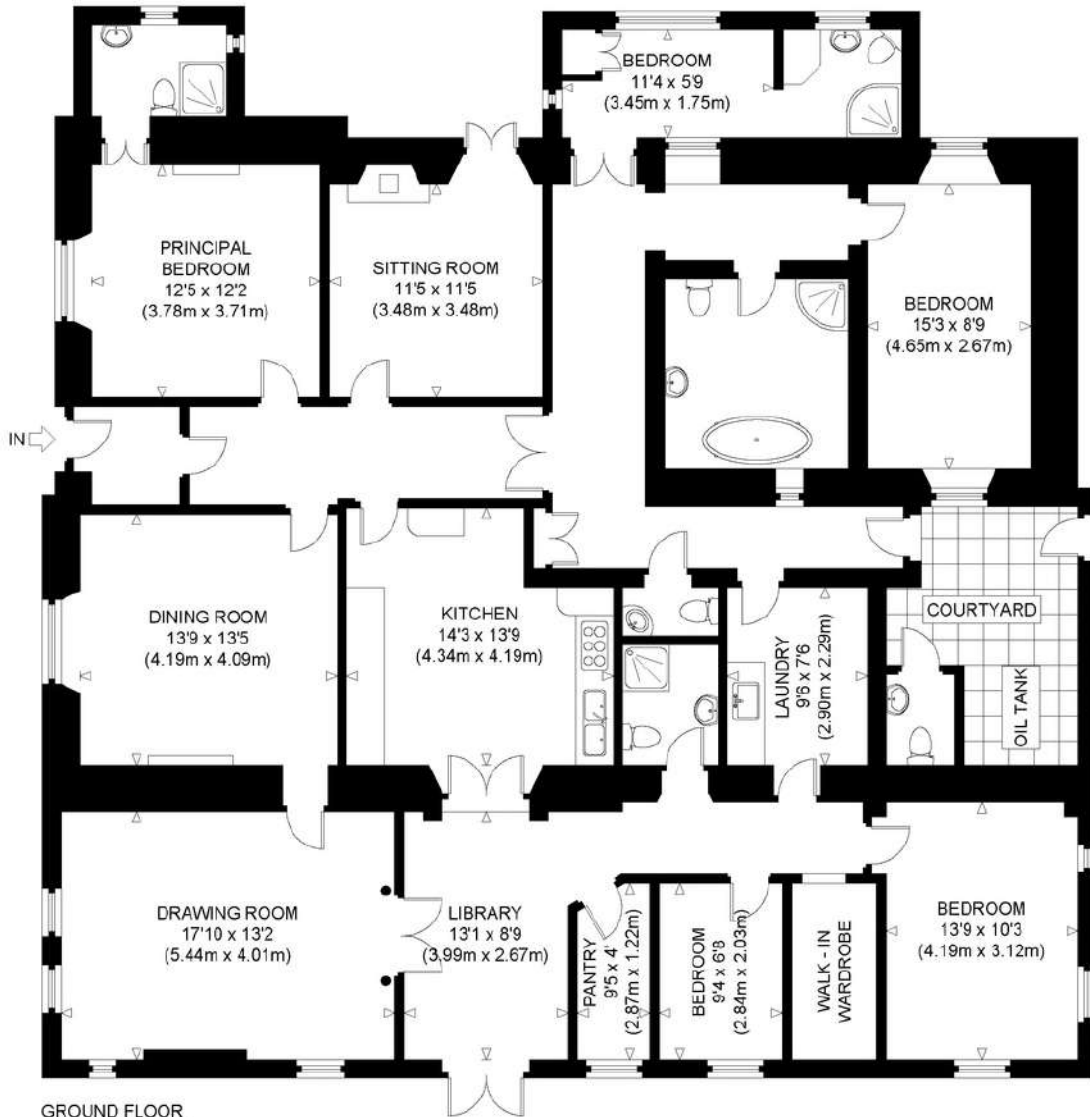 BEDROOM
11'4 x 5'9
(3.45m x 1.75m)
PRINCIPAL
BEDROOM
12'5 x 12'2
(3.78m x 3.71m)
SITTING ROOM
11'5 x 11'5
(3.48m x 3.48m)
BEDROOM
15'3 x 8'9
(4.65m x 2.67m)
IN
DINING ROOM
13'9 x 13'5
(4.19m x 4.09m)
KITCHEN
14'3 x 13'9
(4.34m x 4.19m)
LAUNDRY
9'6 x 7'6
(2.90m x 2.29m)
COURTYARD
OIL TANK
DRAWING ROOM
17'10 x 13'2
(5.44m x 4.01m)
LIBRARY
13'1 x 8'9
(3.99m x 2.67m)
PANTRY
9'5 x 4'
(2.87m x 1.22m)
BEDROOM
9'4 x 6'8
(2.84m x 2.03m)
WALK - IN
WARDROBE
BEDROOM
13'9 x 10'3
(4.19m x 3.12m)
GROUND FLOOR